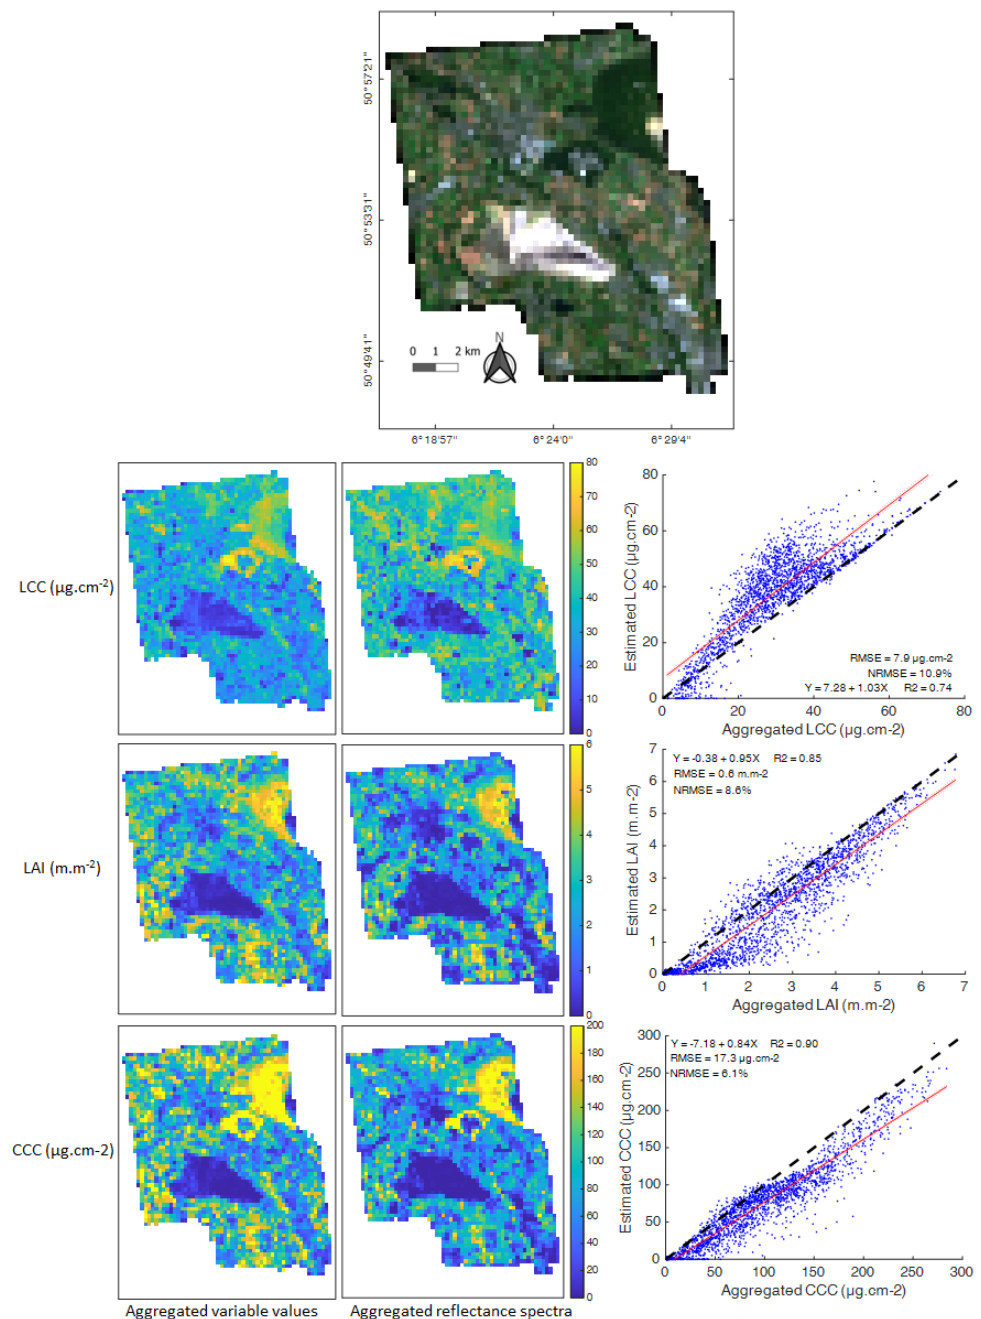 50°57'21"
50°53'31"
50°49'41"
N
0 1 2 km
6°18'57" 6°24'0" 6°29'4"
LCC (µg.cm-2)
80
70
60
50
40
30
20
10
0
Estimated LCC (µg.cm-2)
80
60
40
20
0
RMSE = 7.9 µg.cm-2
NRMSE = 10.9%
Y = 7.28 + 1.03X R2 = 0.74
0 20 40 60 80
Aggregated LCC (µg.cm-2)
LAI (m.m-2)
6
5
4
3
2
1
0
Estimated LAI (m.m-2)
7
6
5
4
3
2
1
0
Y = -0.38 + 0.95X R2 = 0.85
RMSE = 0.6 m.m-2
NRMSE = 8.6%
0 1 2 3 4 5 6 7
Aggregated LAI (m.m-2)
CCC (µg.cm-2)
200
180
160
140
120
100
80
60
40
20
0
Estimated CCC (µg.cm-2)
300
250
200
150
100
50
0
Y = -7.18 + 0.84X R2 = 0.90
RMSE = 17.3 µg.cm-2
NRMSE = 6.1%
0 50 100 150 200 250 300
Aggregated CCC (µg.cm-2)
Aggregated variable values
Aggregated reflectance spectra